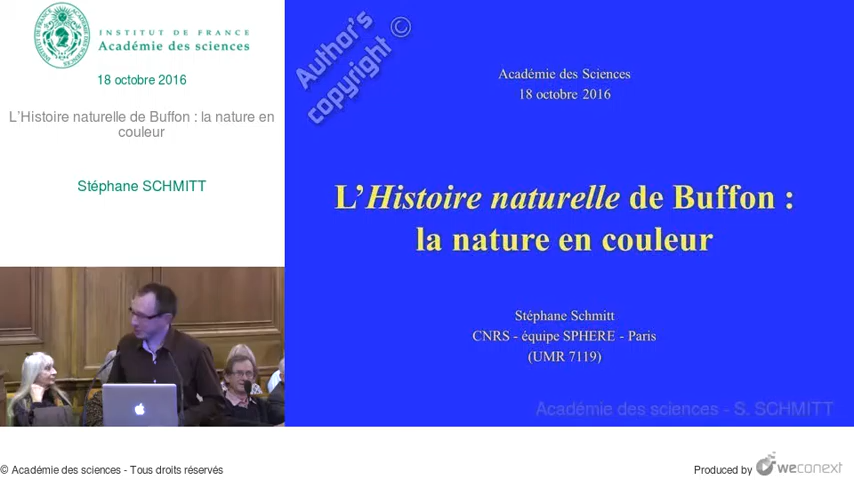 INSTITUT DE FRANCE
Académie des sciences
18 octobre 2016
L'Histoire naturelle de Buffon : la nature en
couleur
Stéphane SCHMITT
Author's
copyright ©
Académie des Sciences
18 octobre 2016
L'Histoire naturelle de Buffon :
la nature en couleur
Stéphane Schmitt
CNRS - équipe SPHERE - Paris
(UMR 7119)
Académie des sciences - S. SCHMITT
© Académie des sciences - Tous droits réservés
Produced by weconext